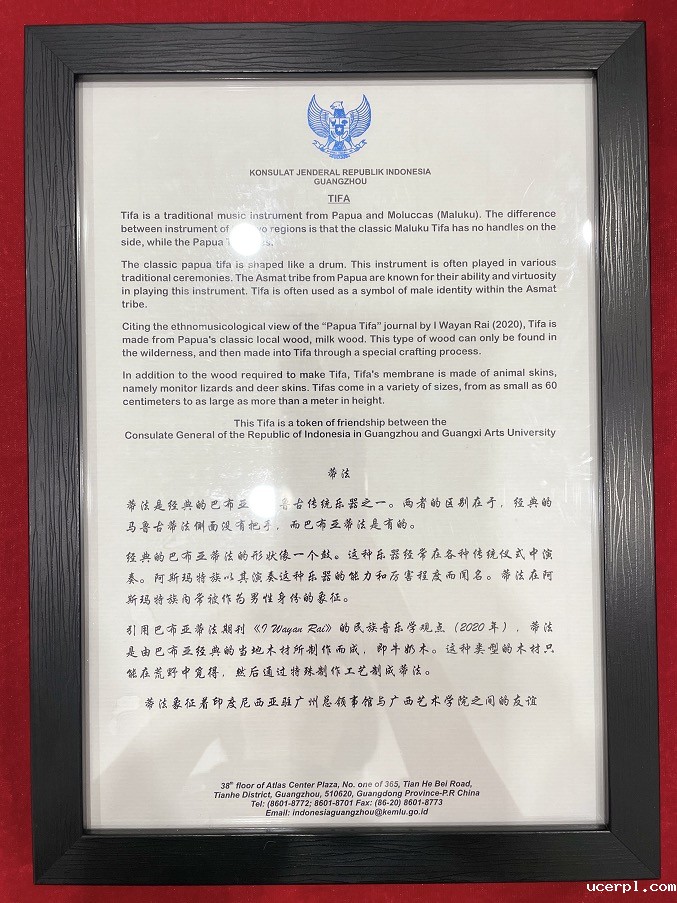 KONSULAT JENDERAL REPUBLIK INDONESIA
GUANGZHOU
TIFA
Tifa is a traditional music instrument from Papua and Moluccas (Maluku). The difference
between instrument of regions is that the classic Maluku Tifa has no handles on the
side, while the Papua
The classic papua tifa is shaped like a drum. This instrument is often played in various
traditional ceremonies. The Asmat tribe from Papua are known for their ability and virtuosity
in playing this instrument. Tifa is often used as a symbol of male identity within the Asmat
tribe.
Citing the ethnomusicological view of the "Papua Tifa" journal by I Wayan Rai (2020), Tifa is
made from Papua's classic local wood, milk wood. This type of wood can only be found in
the wilderness, and then made into Tifa through a special crafting process.
In addition to the wood required to make Tifa, Tifa's membrane is made of animal skins,
namely monitor lizards and deer skins. Tifas come in a variety of sizes, from as small as 60
centimeters to as large as more than a meter in height.
This Tifa is a token of friendship between the
Consulate General of the Republic of Indonesia in Guangzhou and Guangxi Arts University
蒂法
蒂法是经典的巴布亚 鲁古传统乐器之一。两者的区别在于，经典的
马鲁古蒂法侧面没有把手，而巴布亚蒂法是有的。
经典的巴布亚蒂法的形状像一个鼓。这种乐器经常在各种传统仪式中演
奏。阿斯玛特族以其演奏这种乐器的能力和厉害程度而闻名。蒂法在阿
斯玛特族内常被作为男性身份的象征。
引用巴布亚蒂法期刊《I Wayan Rai》的民族音乐学观点（2020年），蒂法
是由巴布亚经典的当地木材所制作而成，即牛奶木。这种类型的木材只
能在荒野中觅得，然后通过特殊制作工艺制成蒂法。
蒂法象征着印度尼西亚驻广州总领事馆与广西艺术学院之间的友谊
38th floor of Atlas Center Plaza, No. one of 365, Tian He Bei Road,
Tianhe District, Guangzhou, 510620, Guangdong Province-P.R China
Tel: (8601-8772; 8601-8701 Fax: (86-20) 8601-8773
Email: indonesiaguangzhou@kemlu.go.id
ucerpl.com